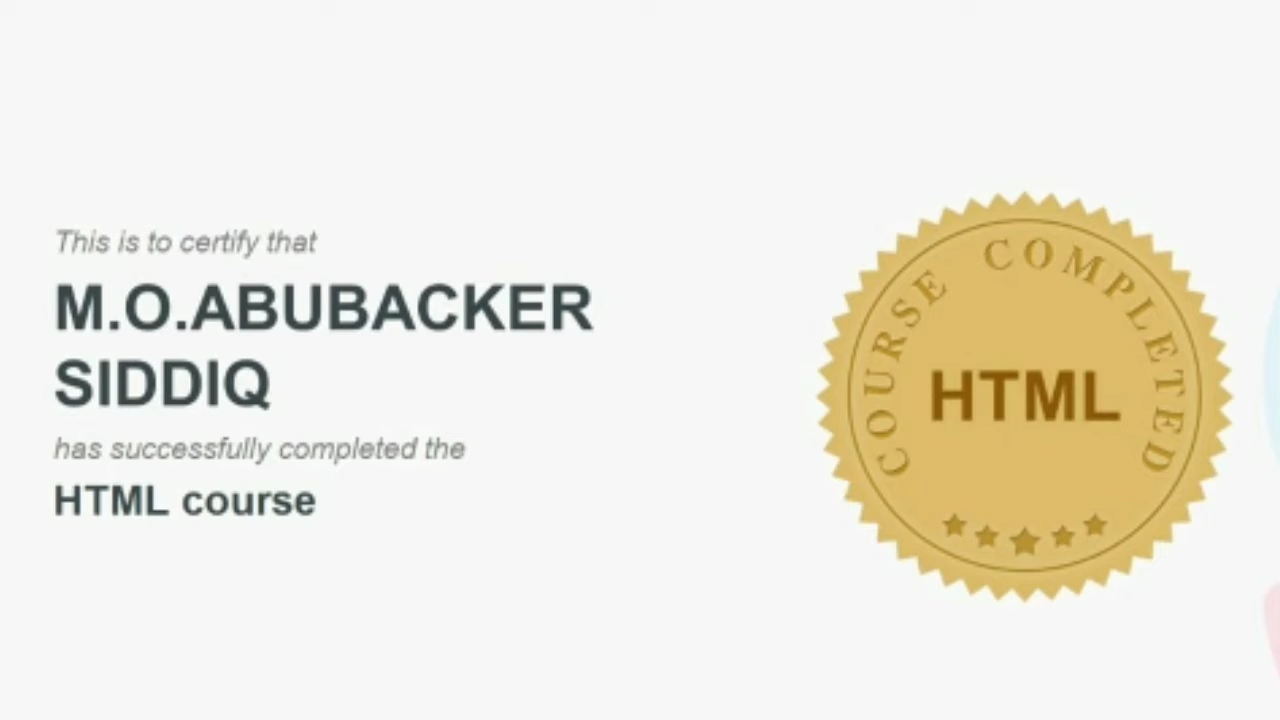 This is to certify that
M.O.ABUBACKER
SIDDIQ
has successfully completed the
HTML course
COURSE COMPLETED
HTML